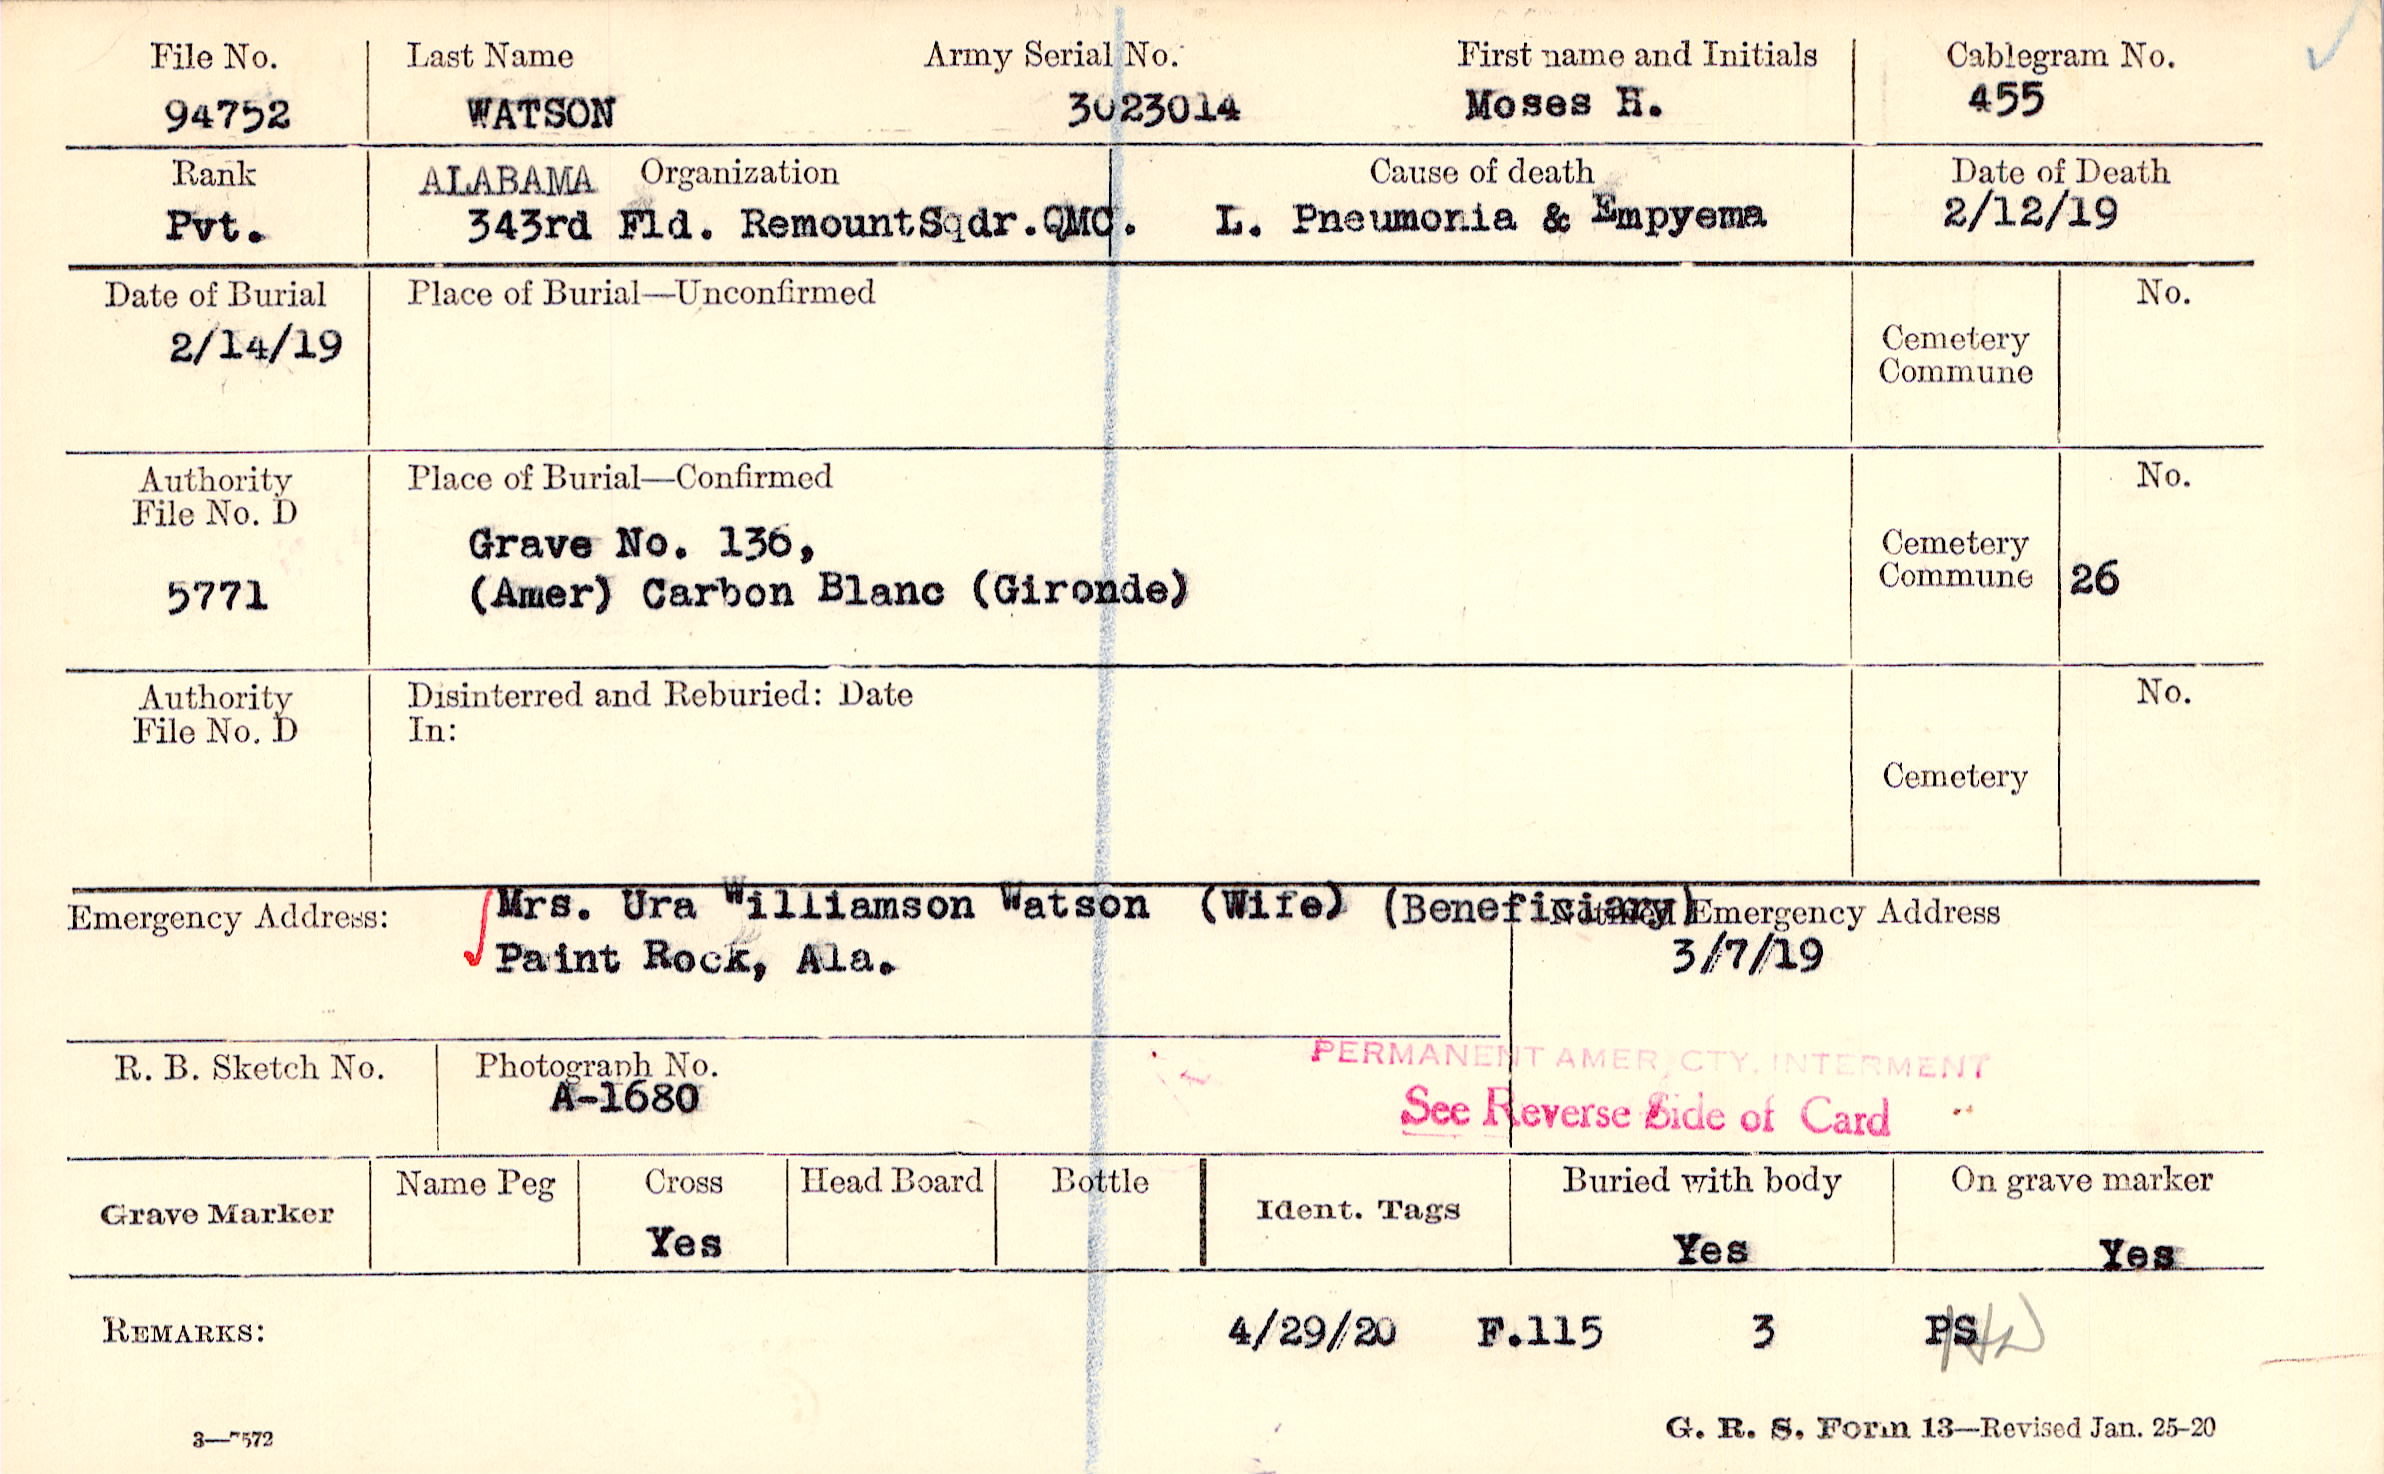 File No. Last Name Army Serial No. First name and Initials Cablegram No.
94752 WATSON 3023014 Moses H. 455
Rank ALABAMA Organization Cause of death Date of Death
Pvt. 343rd Fld. RemountSqdr.QMC. L. Pneumonia & Empyema 2/12/19
Date of Burial Place of Burial—Unconfirmed No.
2/14/19
Cemetery
Commune
Authority Place of Burial—Confirmed No.
File No. D
Grave No. 136, Cemetery
5771 (Amer) Carbon Blanc (Gironde) Commune 26
Authority Disinterred and Reburied: Date No.
File No. D In:
Cemetery
Emergency Address: Mrs. Ura Williamson Watson (Wife) (Beneficiary) Notified Emergency Address
Paint Rock, Ala. 3/7/19
R. B. Sketch No. Photograph No. PERMANENT AMER. CTY. INTERMENT
A-1680 See Reverse Side of Card
Grave Marker Name Peg Cross Head Board Bottle Ident. Tags Buried with body On grave marker
Yes Yes Yes
REMARKS: 4/29/20 F.115 3 PS
G. R. S. Form 13—Revised Jan. 25-20